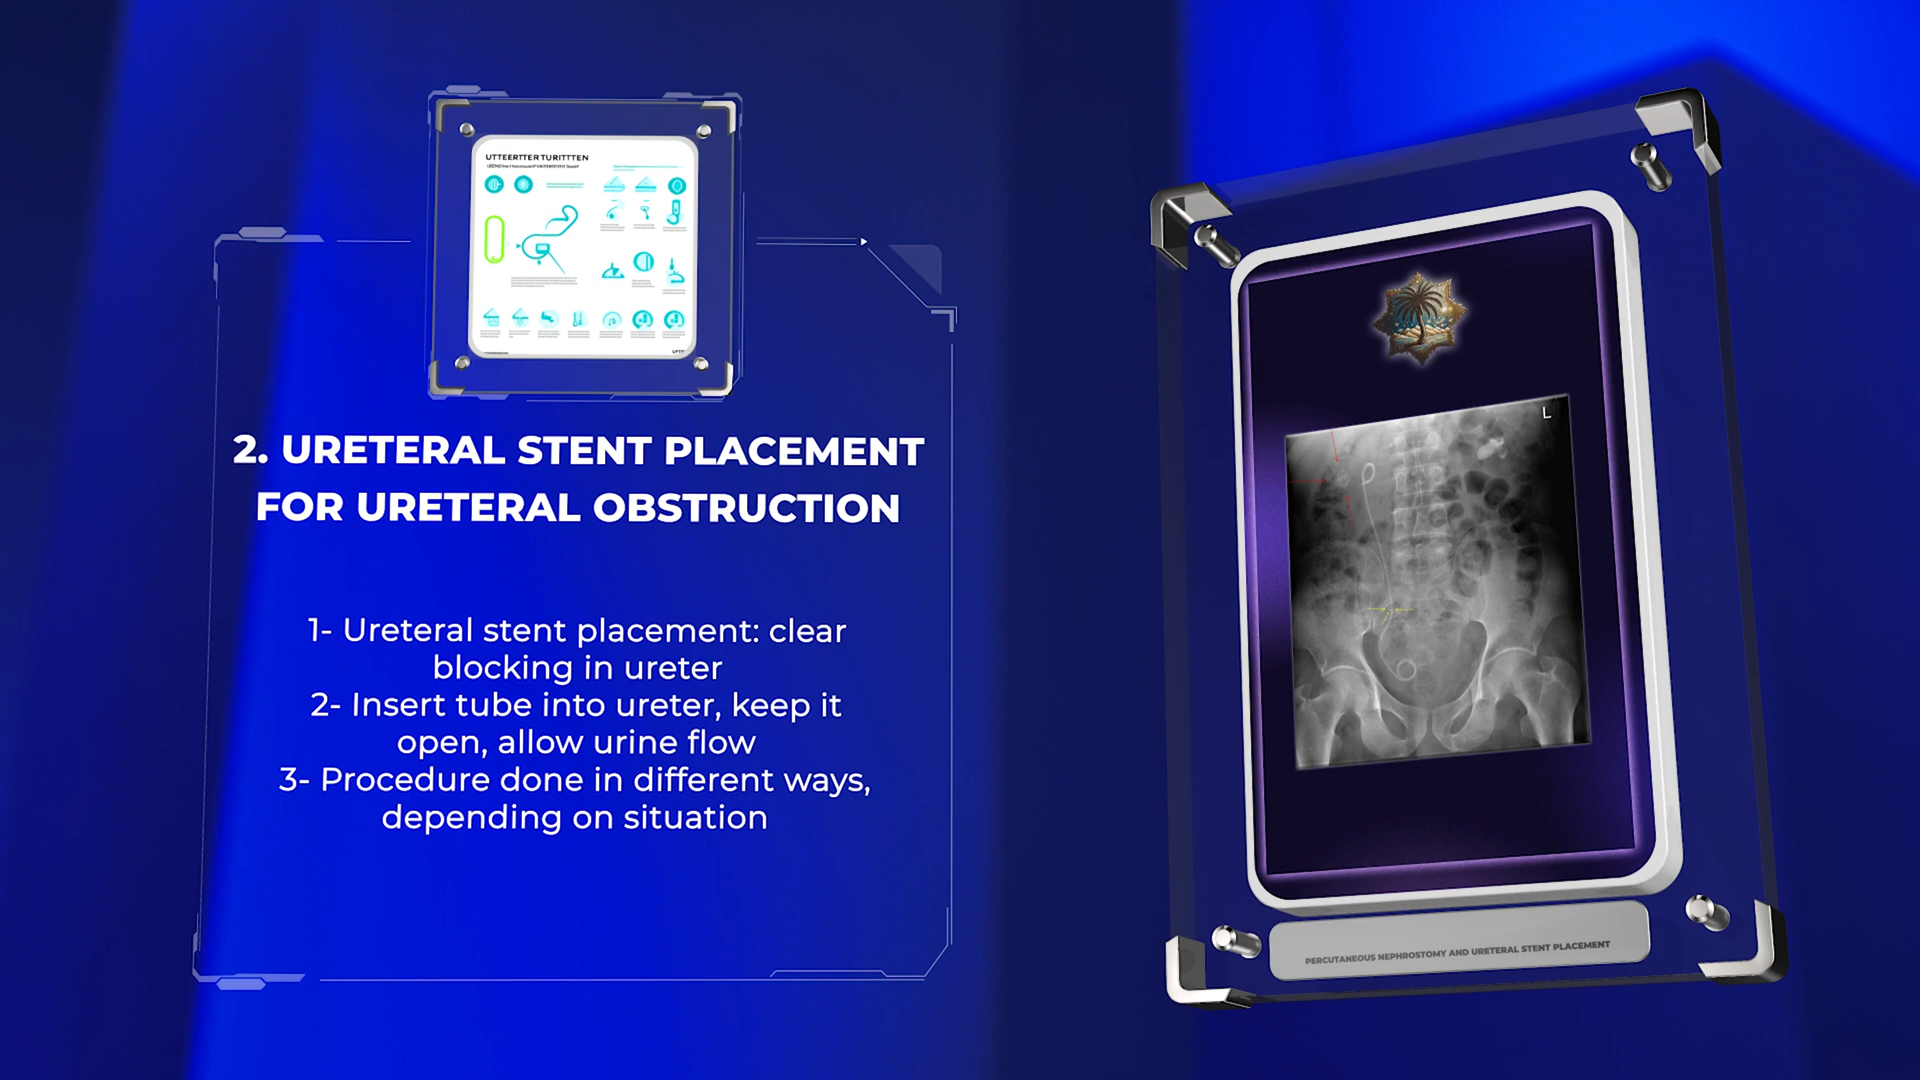 UTTEERTTER TURITTTEN
2. URETERAL STENT PLACEMENT
FOR URETERAL OBSTRUCTION
1- Ureteral stent placement: clear
blocking in ureter
2- Insert tube into ureter, keep it
open, allow urine flow
3- Procedure done in different ways,
depending on situation
L
PERCUTANEOUS NEPHROSTOMY AND URETERAL STENT PLACEMENT